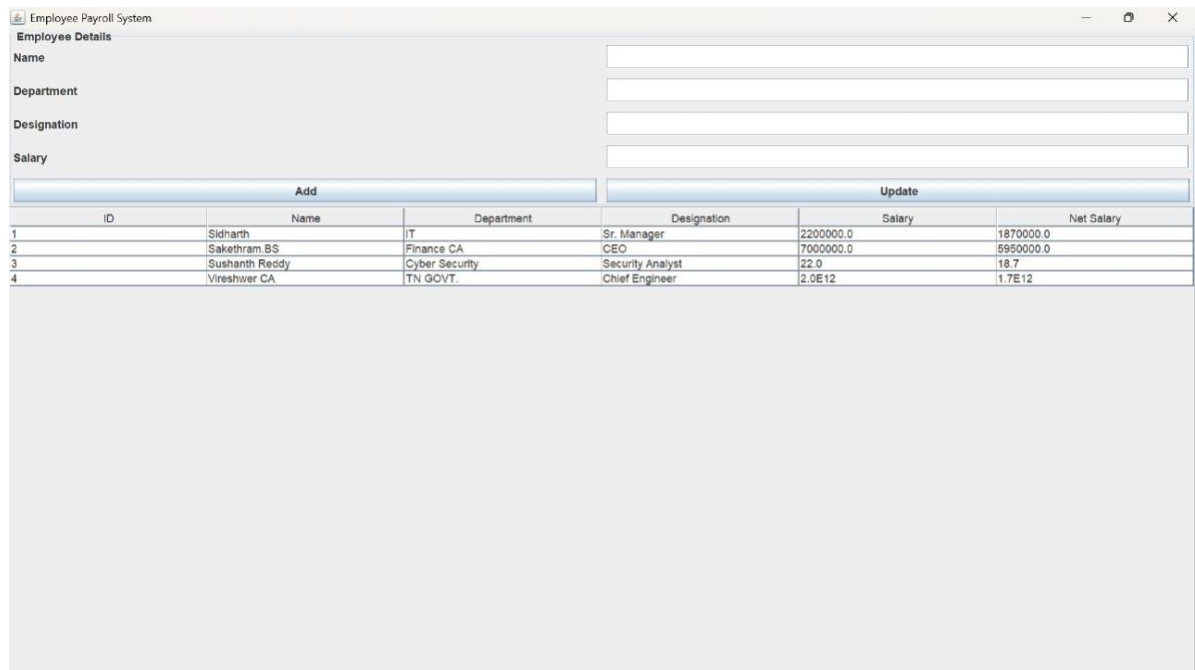 Employee Payroll System
Employee Details
Name
Department
Designation
Salary
Add Update
ID Name Department Designation Salary Net Salary
1 Sidharth IT Sr. Manager 2200000.0 1870000.0
2 Sakethram.BS Finance CA CEO 7000000.0 5950000.0
3 Sushanth Reddy Cyber Security Security Analyst 22.0 18.7
4 Vireshwer CA TN GOVT. Chief Engineer 2.0E12 1.7E12